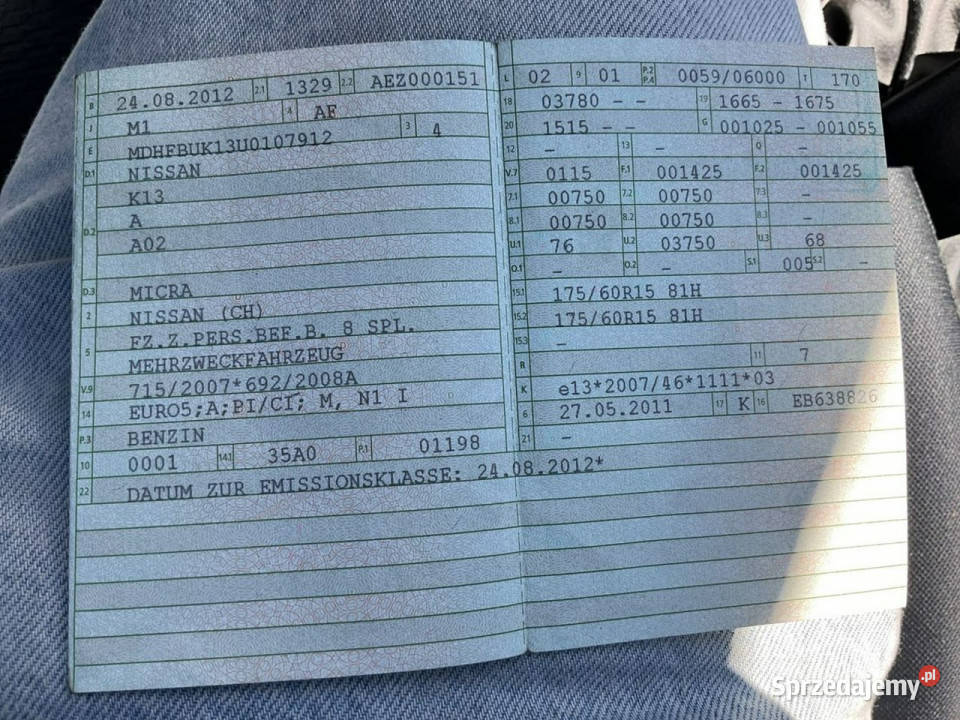 B 24.08.2012 2.1 1329 2.2 AEZ000151
J M1 4 AF
E MDHFBUK13U0107912 3 4
D.1 NISSAN
D.2 K13
A
A02
D.3 MICRA
2 NISSAN (CH)
5 FZ.Z.PERS.BEF.B. 8 SPL.
MEHRZWECKFAHRZEUG
V.9 715/2007*692/2008A
14 EURO5;A;PI/CI; M, N1 I
P.3 BENZIN
10 0001 14.1 35A0 P.1 01198
22 DATUM ZUR EMISSIONSKLASSE: 24.08.2012*
L 02 9 01 P.2 P.4 0059/06000 T 170
18 03780 - - 19 1665 - 1675
20 1515 - - G 001025 - 001055
12 - 13 - Q -
V.7 0115 F.1 001425 F.2 001425
7.1 00750 7.2 00750 7.3 -
8.1 00750 8.2 00750 8.3 -
U.1 76 U.2 03750 U.3 68
O.1 - O.2 - S.1 005 S.2 -
15.1 175/60R15 81H
15.2 175/60R15 81H
15.3 -
R 11 7
K e13*2007/46*1111*03
6 27.05.2011 17 K 16 EB638826
21 -
Sprzedajemy.pl